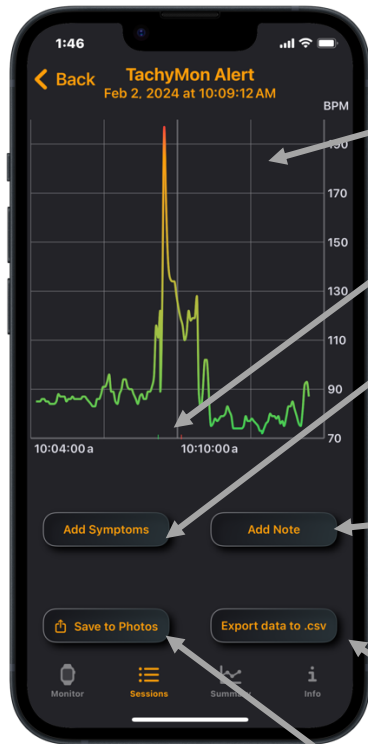 1:46
Back
TachyMon Alert
Feb 2, 2024 at 10:09:12 AM
BPM
190
170
150
130
110
90
70
10:04:00 a
10:10:00 a
Add Symptoms
Add Note
Save to Photos
Export data to .csv
Monitor
Sessions
Summary
Info